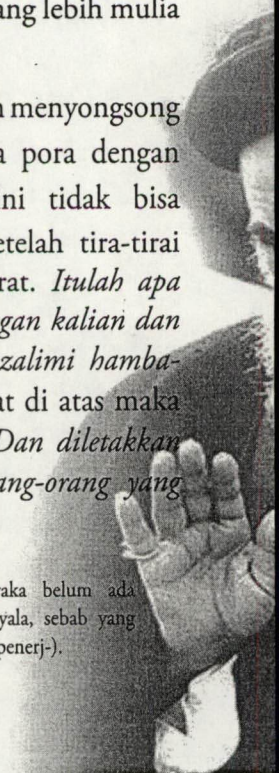 ang lebih mulia
menyongsong
a pora dengan
ni tidak bisa
etelah tira-tirai
rat. Itulah apa
gan kalian dan
zalimi hamba-
at di atas maka
Dan diletakkan
ang-orang yang
aka belum ada
yala, sebab yang
penerj-).